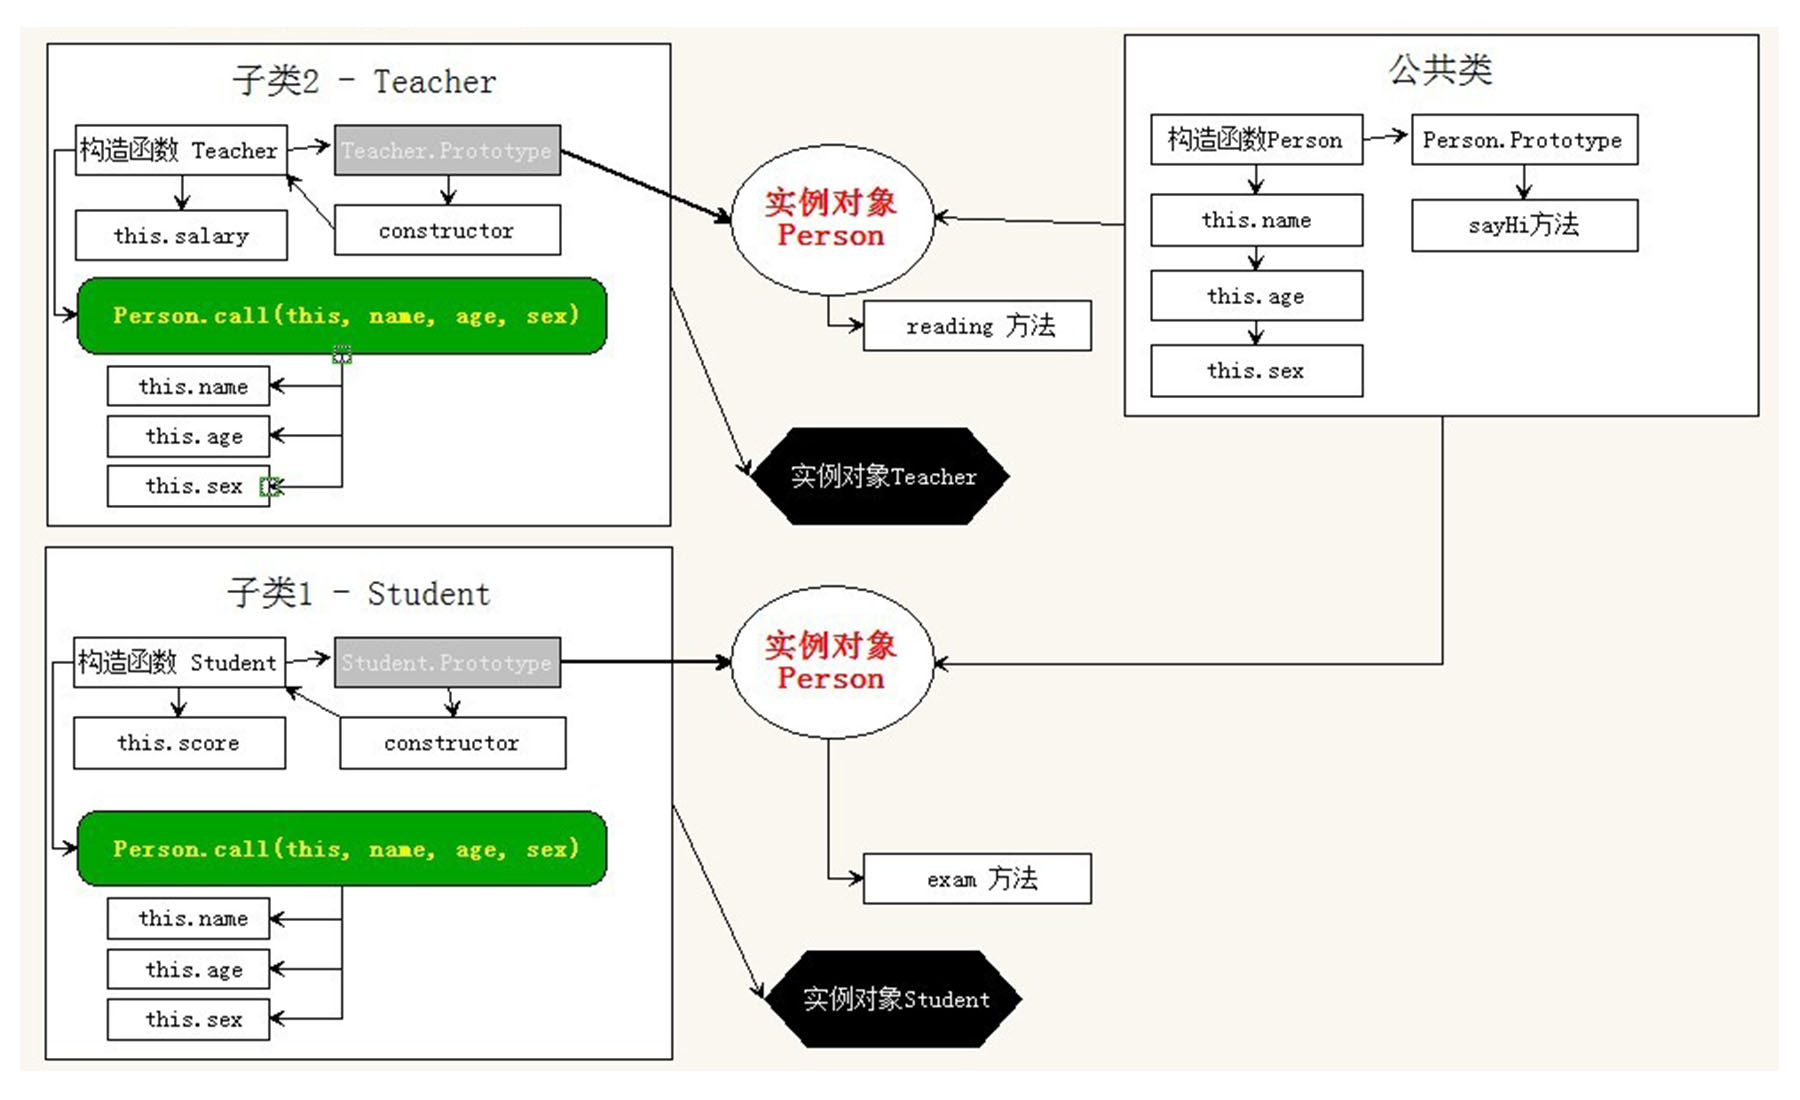 子类2 - Teacher
构造函数 Teacher
Teacher.Prototype
this.salary
constructor
Person.call(this, name, age, sex)
this.name
this.age
this.sex
实例对象
Person
reading 方法
实例对象Teacher
公共类
构造函数Person
Person.Prototype
this.name
sayHi方法
this.age
this.sex
子类1 - Student
构造函数 Student
Student.Prototype
this.score
constructor
Person.call(this, name, age, sex)
this.name
this.age
this.sex
实例对象
Person
exam 方法
实例对象Student